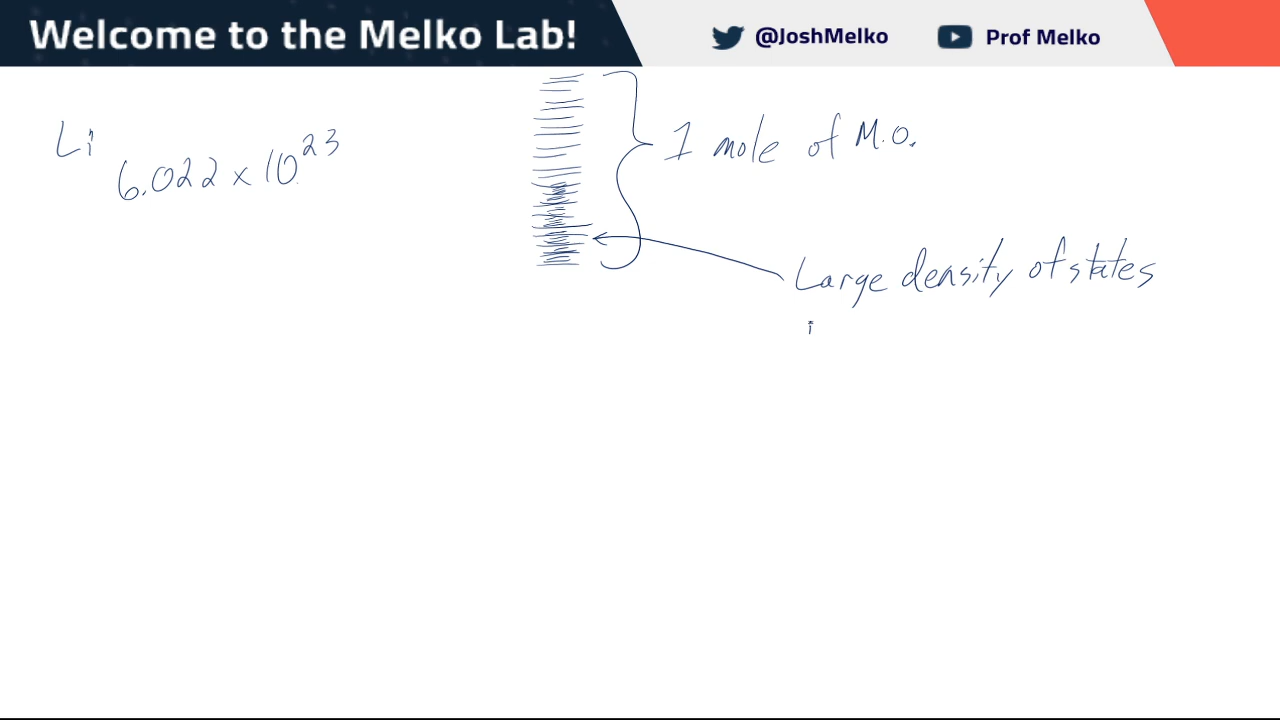 Welcome to the Melko Lab!
@JoshMelko
Prof Melko
Li
6.022 x 10^23
1 mole of M.O.
Large density of states
i